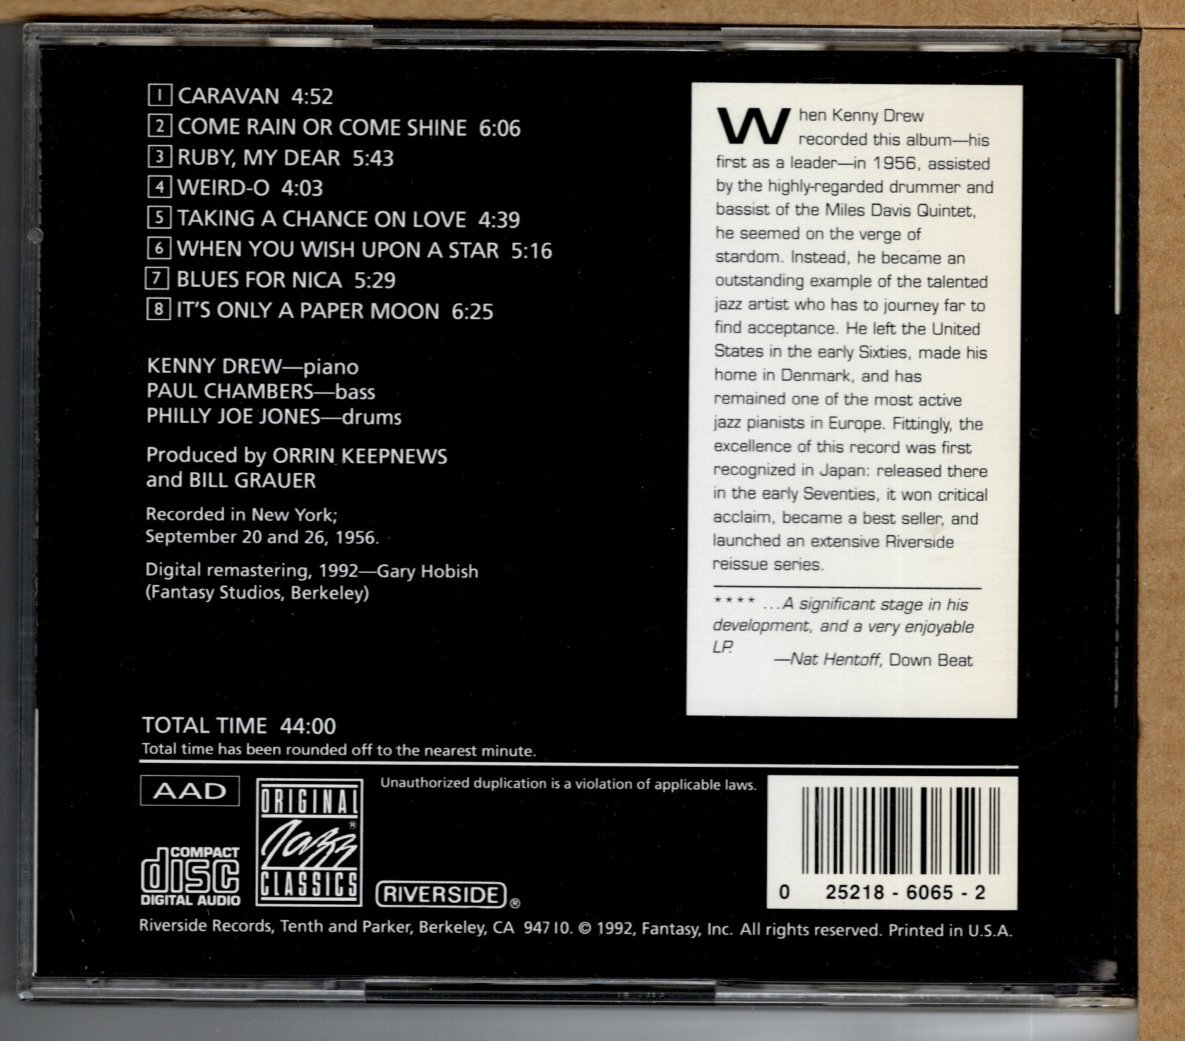 1 CARAVAN 4:52
2 COME RAIN OR COME SHINE 6:06
3 RUBY, MY DEAR 5:43
4 WEIRD-O 4:03
5 TAKING A CHANCE ON LOVE 4:39
6 WHEN YOU WISH UPON A STAR 5:16
7 BLUES FOR NICA 5:29
8 IT'S ONLY A PAPER MOON 6:25
KENNY DREW—piano
PAUL CHAMBERS—bass
PHILLY JOE JONES—drums
Produced by ORRIN KEEPNEWS
and BILL GRAUER
Recorded in New York;
September 20 and 26, 1956.
Digital remastering, 1992—Gary Hobish
(Fantasy Studios, Berkeley)
When Kenny Drew
recorded this album—his
first as a leader—in 1956, assisted
by the highly-regarded drummer and
bassist of the Miles Davis Quintet,
he seemed on the verge of
stardom. Instead, he became an
outstanding example of the talented
jazz artist who has to journey far to
find acceptance. He left the United
States in the early Sixties, made his
home in Denmark, and has
remained one of the most active
jazz pianists in Europe. Fittingly, the
excellence of this record was first
recognized in Japan: released there
in the early Seventies, it won critical
acclaim, became a best seller, and
launched an extensive Riverside
reissue series.
* * * * ...A significant stage in his
development, and a very enjoyable
LP.
—Nat Hentoff, Down Beat
TOTAL TIME 44:00
Total time has been rounded off to the nearest minute.
AAD
ORIGINAL
Jazz ®
CLASSICS
Unauthorized duplication is a violation of applicable laws.
COMPACT
disc
DIGITAL AUDIO
RIVERSIDE ®
0 25218 - 6065 - 2
Riverside Records, Tenth and Parker, Berkeley, CA 94710. © 1992, Fantasy, Inc. All rights reserved. Printed in U.S.A.